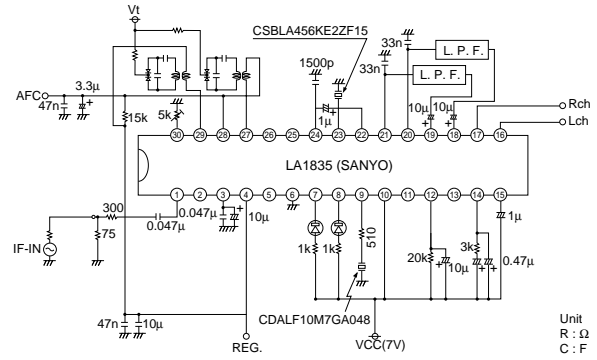 Vt
CSBLA456KE2ZF15
33n
L. P. F.
1500p
33n
L. P. F.
3.3µ
AFC
47n
+
15k
5k
1µ
+
10µ
+
10µ
+
Rch
Lch
30 29 28 27 26 25 24 23 22 21 20 19 18 17 16
LA1835 (SANYO)
1 2 3 4 5 6 7 8 9 10 11 12 13 14 15
300
0.047µ
0.047µ
+
10µ
1µ
510
IF-IN
75
1k
1k
20k
+
+
10µ
3k
+
+
0.47µ
47n
10µ
CDALF10M7GA048
REG.
VCC(7V)
Unit
R : Ω
C : F